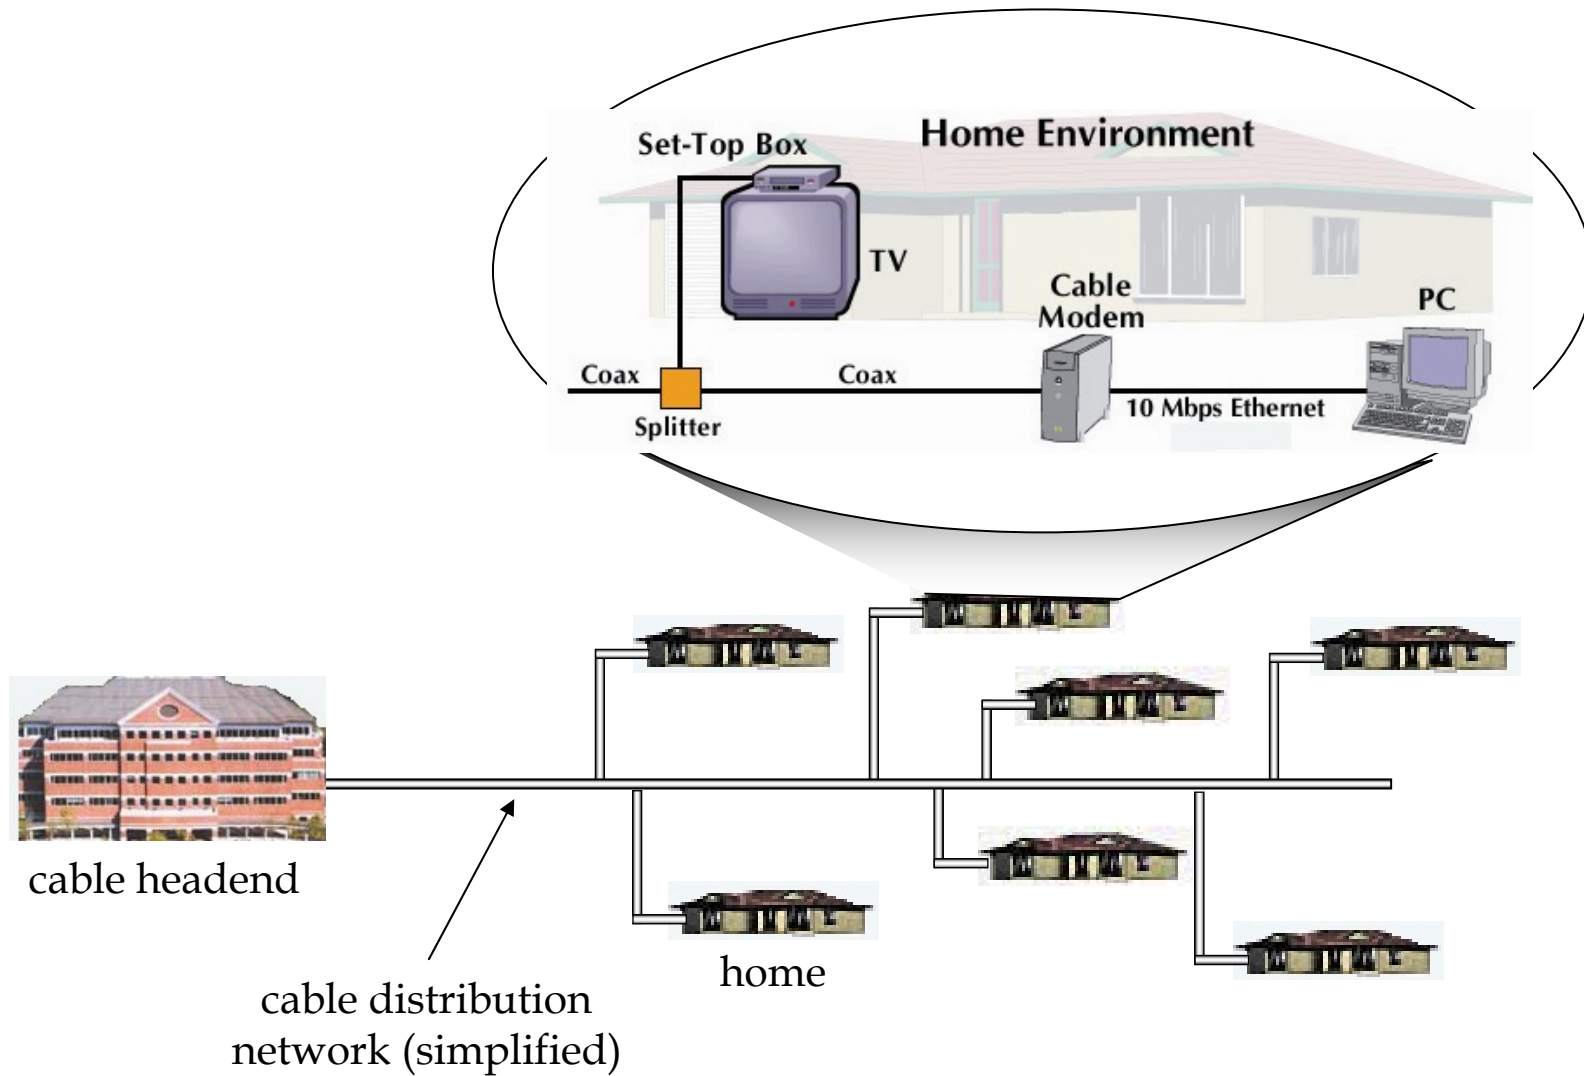 Home Environment
Set-Top Box
TV
Cable
Modem
PC
Coax
Coax
10 Mbps Ethernet
Splitter
cable headend
home
cable distribution
network (simplified)